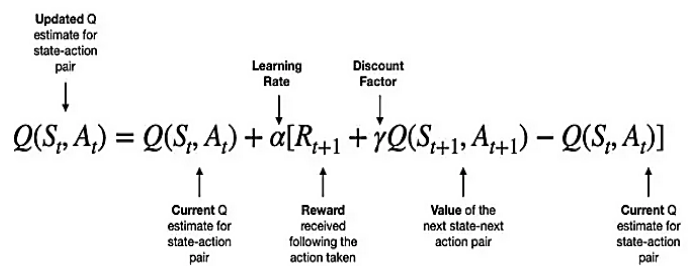 Updated Q
estimate for
state-action
pair
Learning
Rate
Discount
Factor
Q(S_t, A_t) = Q(S_t, A_t) + α[R_{t+1} + γQ(S_{t+1}, A_{t+1}) − Q(S_t, A_t)]
Current Q
estimate for
state-action
pair
Reward
received
following the
action taken
Value of the
next state-next
action pair
Current Q
estimate for
state-action
pair